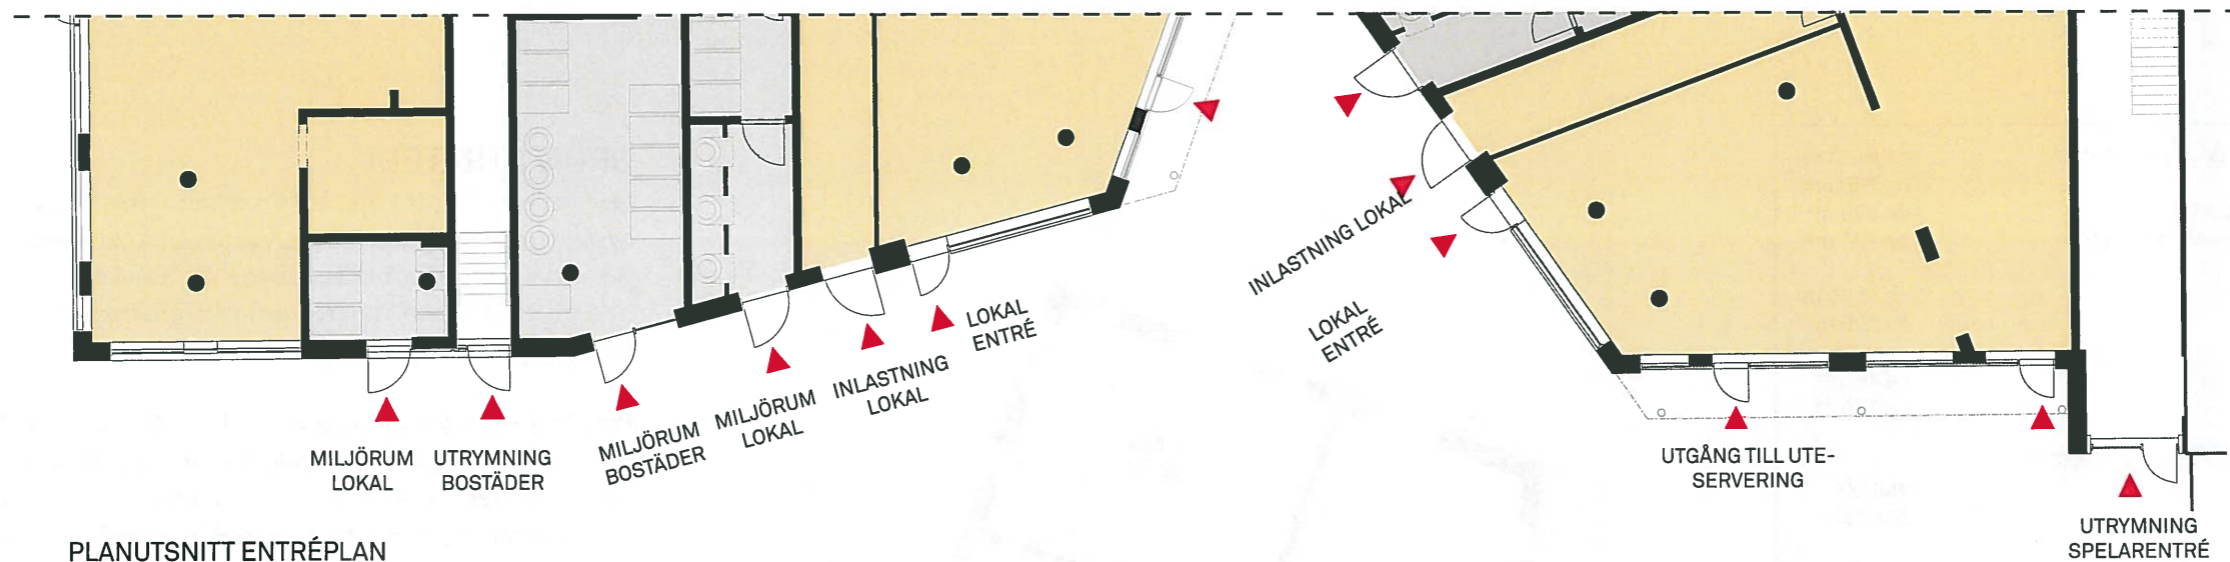 MILJÖRUM
LOKAL
UTRYMNING
BOSTÄDER
MILJÖRUM
BOSTÄDER
MILJÖRUM
LOKAL
INLASTNING
LOKAL
LOKAL
ENTRÉ
INLASTNING LOKAL
LOKAL
ENTRÉ
UTGÅNG TILL UTE-
SERVERING
UTRYMNING
SPELARENTRÉ
PLANUTSNITT ENTRÉPLAN